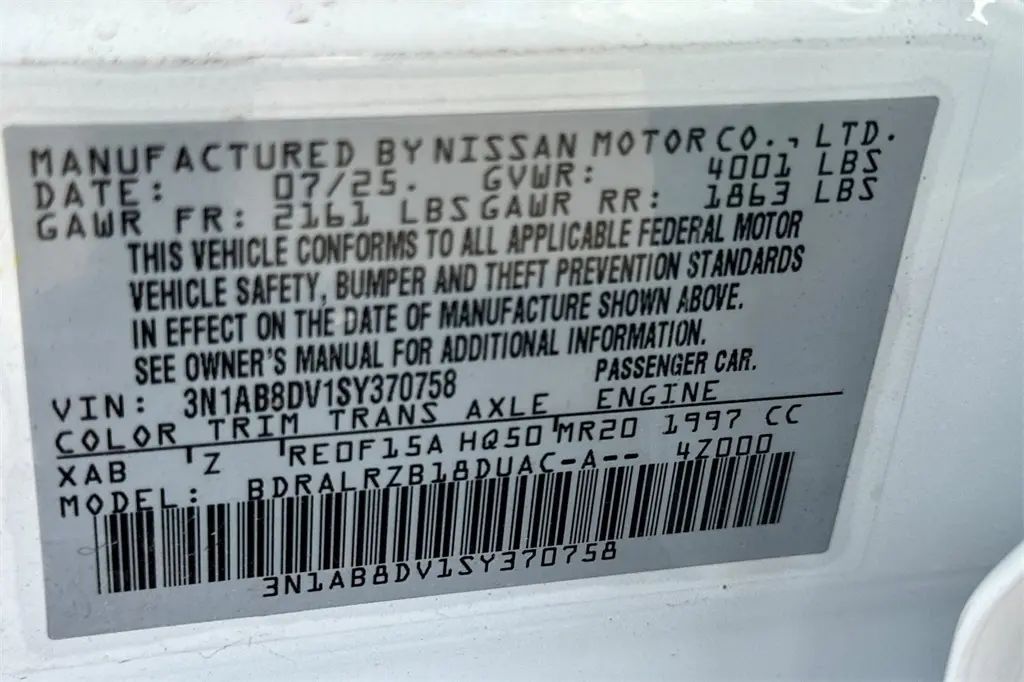 MANUFACTURED BY NISSAN MOTOR CO., LTD.
DATE: 07/25. GVWR: 4001 LBS
GAWR FR: 2161 LBS GAWR RR: 1863 LBS
THIS VEHICLE CONFORMS TO ALL APPLICABLE FEDERAL MOTOR
VEHICLE SAFETY, BUMPER AND THEFT PREVENTION STANDARDS
IN EFFECT ON THE DATE OF MANUFACTURE SHOWN ABOVE.
SEE OWNER'S MANUAL FOR ADDITIONAL INFORMATION.
VIN: 3N1AB8DV1SY370758 PASSENGER CAR.
COLOR TRIM TRANS AXLE ENGINE
XAB Z RE0F15A HQ50 MR20 1997 CC
MODEL: BDRALRZB18DUAC-A-- 4Z000
3N1AB8DV1SY370758